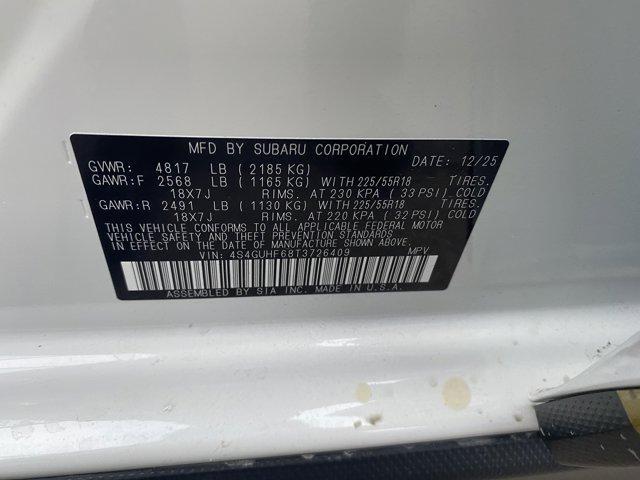 MFD BY SUBARU CORPORATION
GVWR: 4817 LB ( 2185 KG) DATE: 12/25
GAWR:F 2568 LB ( 1165 KG) WITH 225/55R18 TIRES.
18X7J RIMS. AT 230 KPA ( 33 PSI) COLD
GAWR:R 2491 LB ( 1130 KG) WITH 225/55R18 TIRES.
18X7J RIMS. AT 220 KPA ( 32 PSI) COLD
THIS VEHICLE CONFORMS TO ALL APPLICABLE FEDERAL MOTOR
VEHICLE SAFETY AND THEFT PREVENTION STANDARDS
IN EFFECT ON THE DATE OF MANUFACTURE SHOWN ABOVE.
VIN: 4S4GUHF68T3726409 MPV
ASSEMBLED BY SIA INC. MADE IN U.S.A.